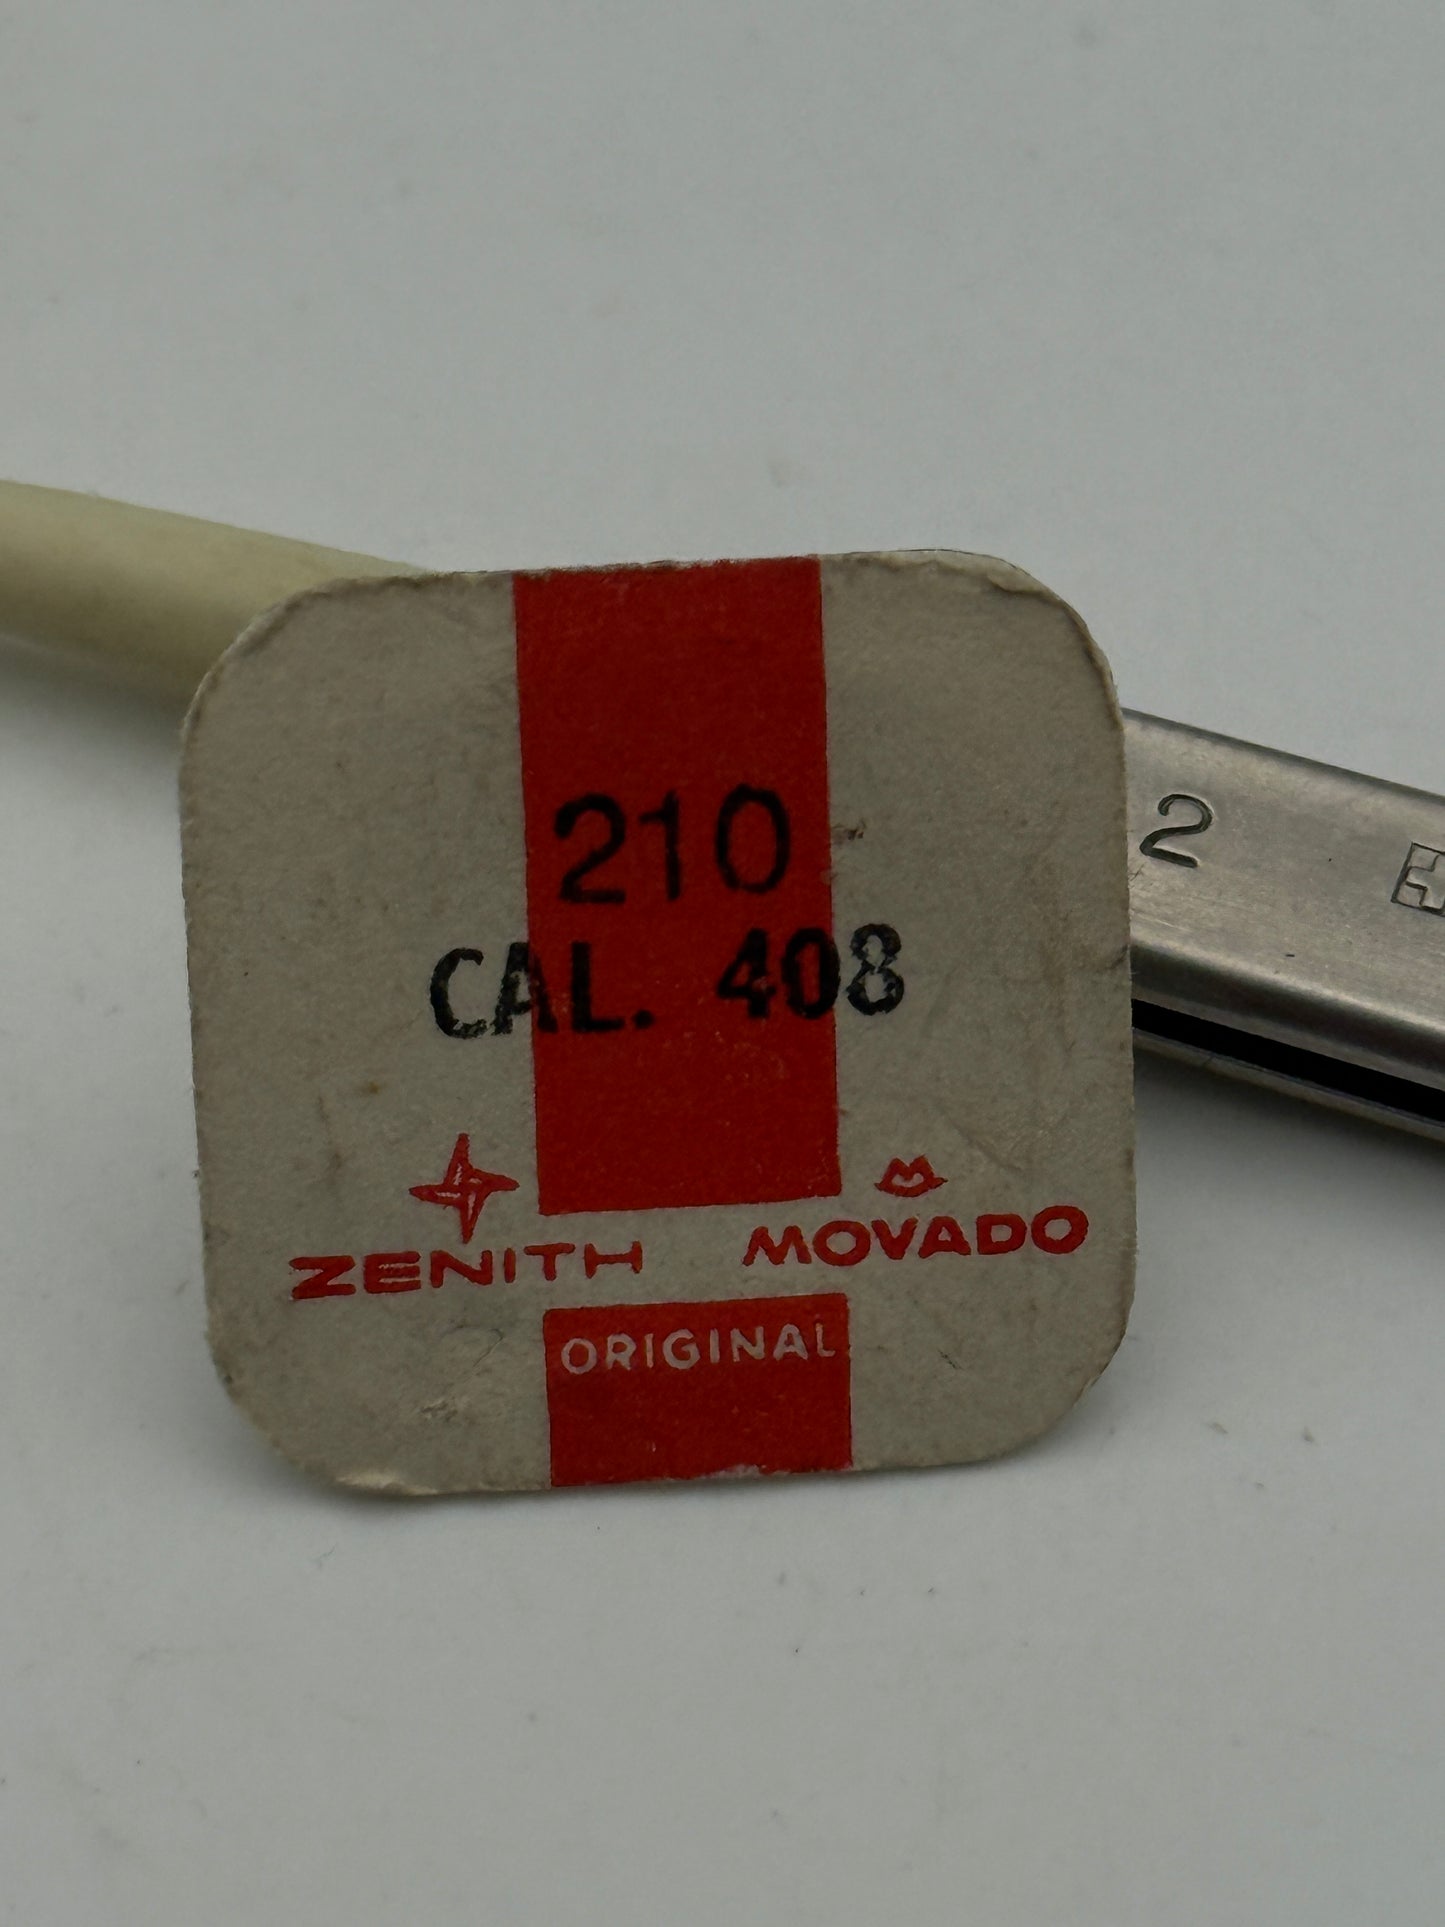 210
CAL. 408
ZENITH MOVADO
ORIGINAL
2